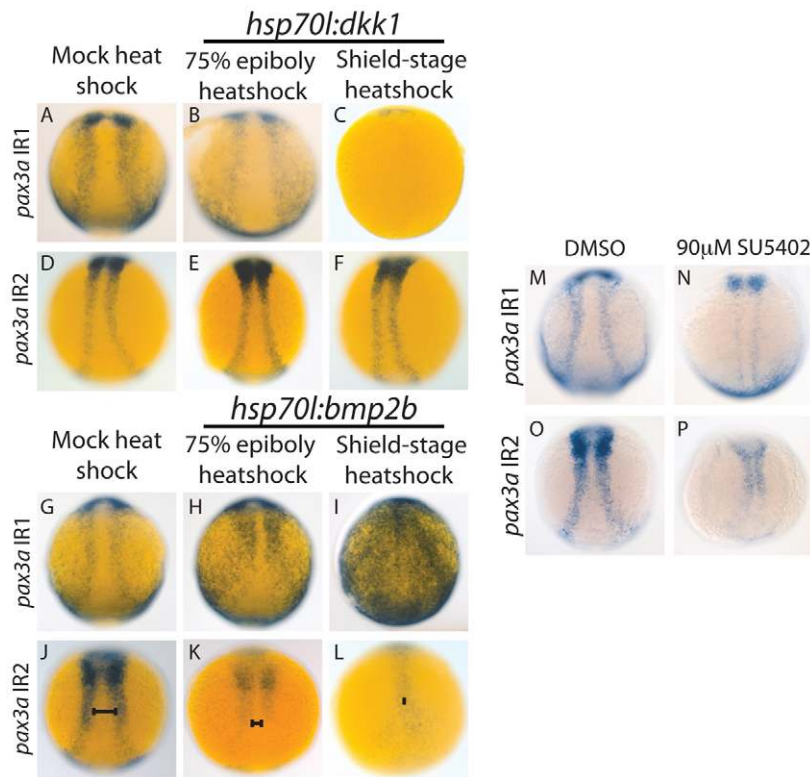 hsp70l:dkk1
Mock heat shock
75% epiboly heatshock
Shield-stage heatshock
A
B
C
pax3a IR1
D
E
F
pax3a IR2
hsp70l:bmp2b
Mock heat shock
75% epiboly heatshock
Shield-stage heatshock
G
H
I
pax3a IR1
J
K
L
pax3a IR2
DMSO
90µM SU5402
M
N
pax3a IR1
O
P
pax3a IR2